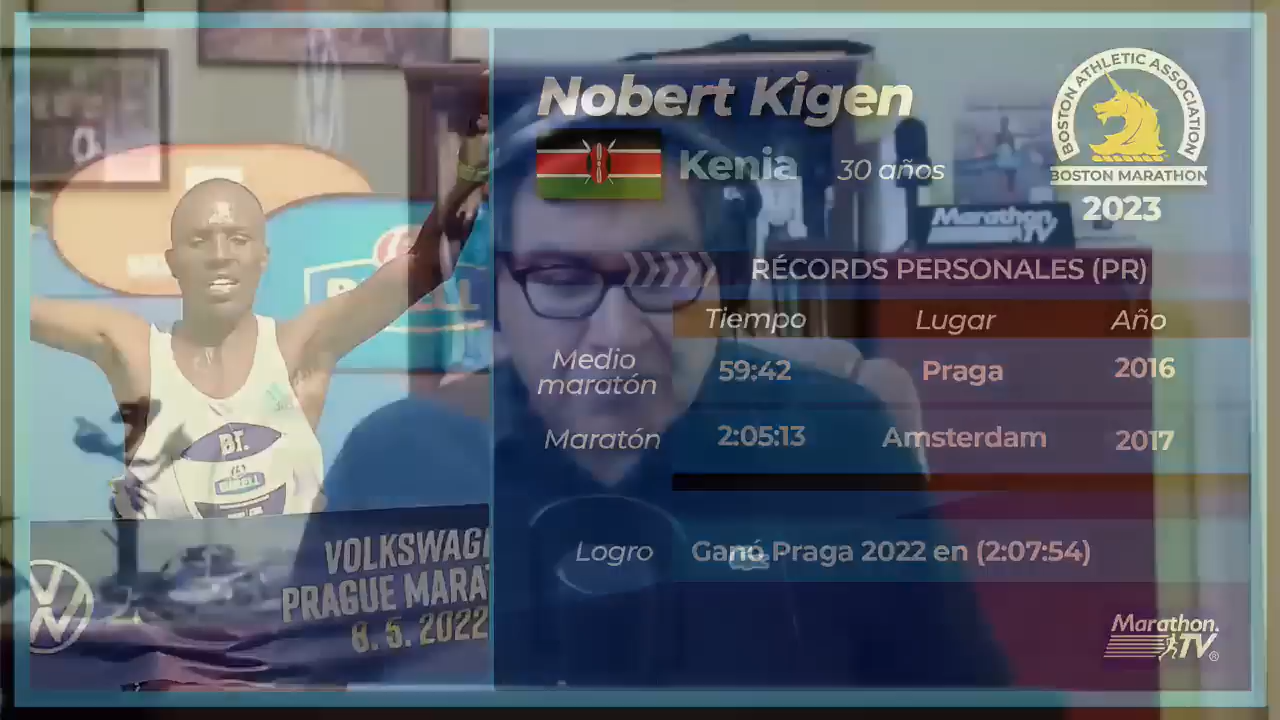 Nobert Kigen
Kenia 30 años
BOSTON ATHLETIC ASSOCIATION
BOSTON MARATHON
2023
Marathon.
TV
RÉCORDS PERSONALES (PR)
Tiempo Lugar Año
Medio
maratón 59:42 Praga 2016
Maratón 2:05:13 Amsterdam 2017
Logro Ganó Praga 2022 en (2:07:54)
BT.
VOLKSWAG
PRAGUE MARA
8. 5. 2022
Marathon.
TV®